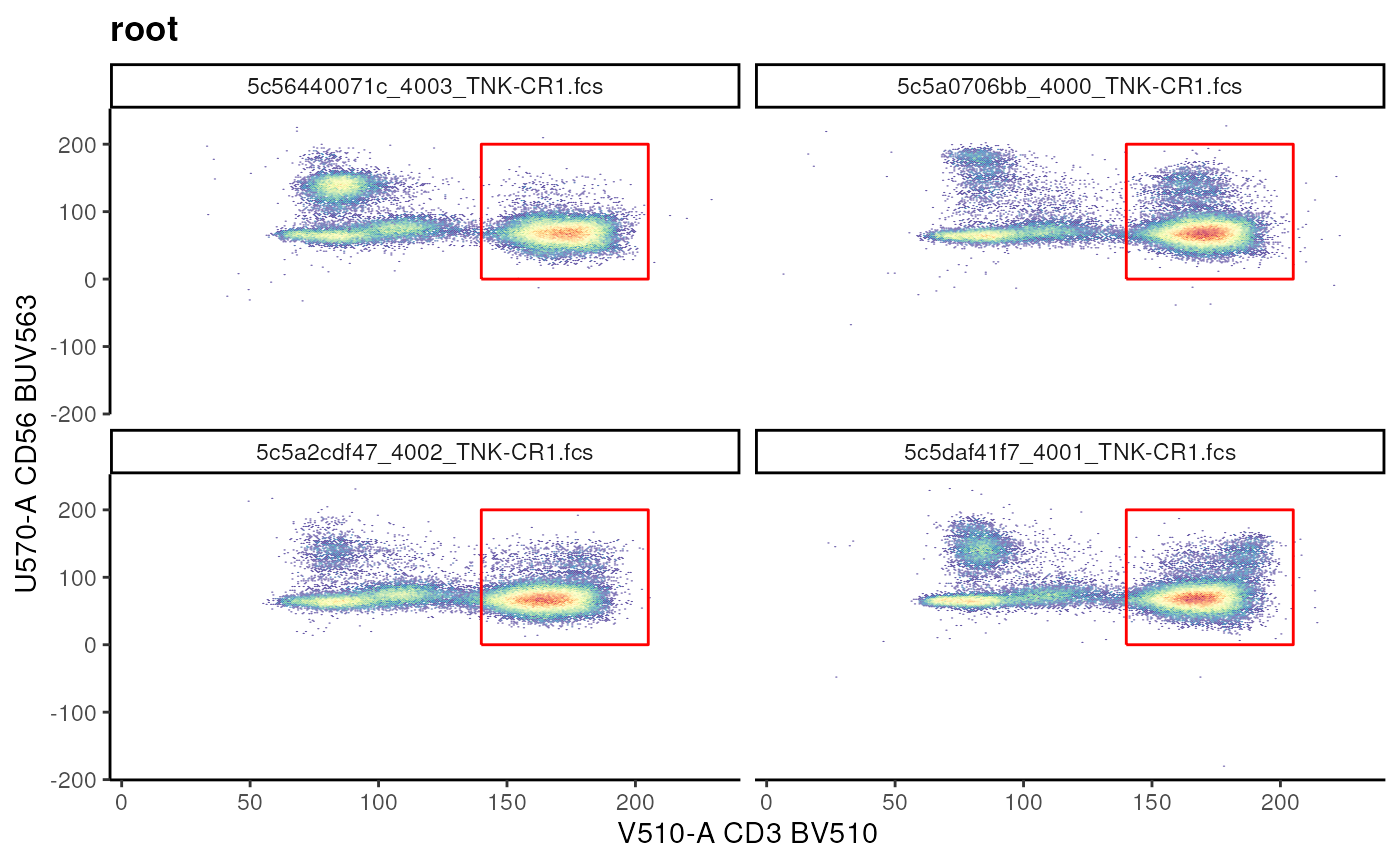 root
5c56440071c_4003_TNK-CR1.fcs
5c5a0706bb_4000_TNK-CR1.fcs
200
100
0
-100
-200
5c5a2cdf47_4002_TNK-CR1.fcs
5c5daf41f7_4001_TNK-CR1.fcs
200
100
0
-100
-200
0 50 100 150 200
0 50 100 150 200
V510-A CD3 BV510
U570-A CD56 BUV563